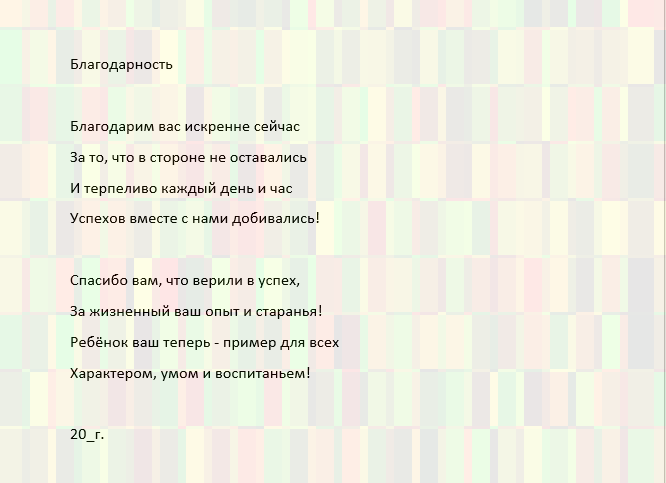 Благодарность
Благодарим вас искренне сейчас
За то, что в стороне не оставались
И терпеливо каждый день и час
Успехов вместе с нами добивались!
Спасибо вам, что верили в успех,
За жизненный ваш опыт и старанья!
Ребёнок ваш теперь - пример для всех
Характером, умом и воспитаньем!
20_г.